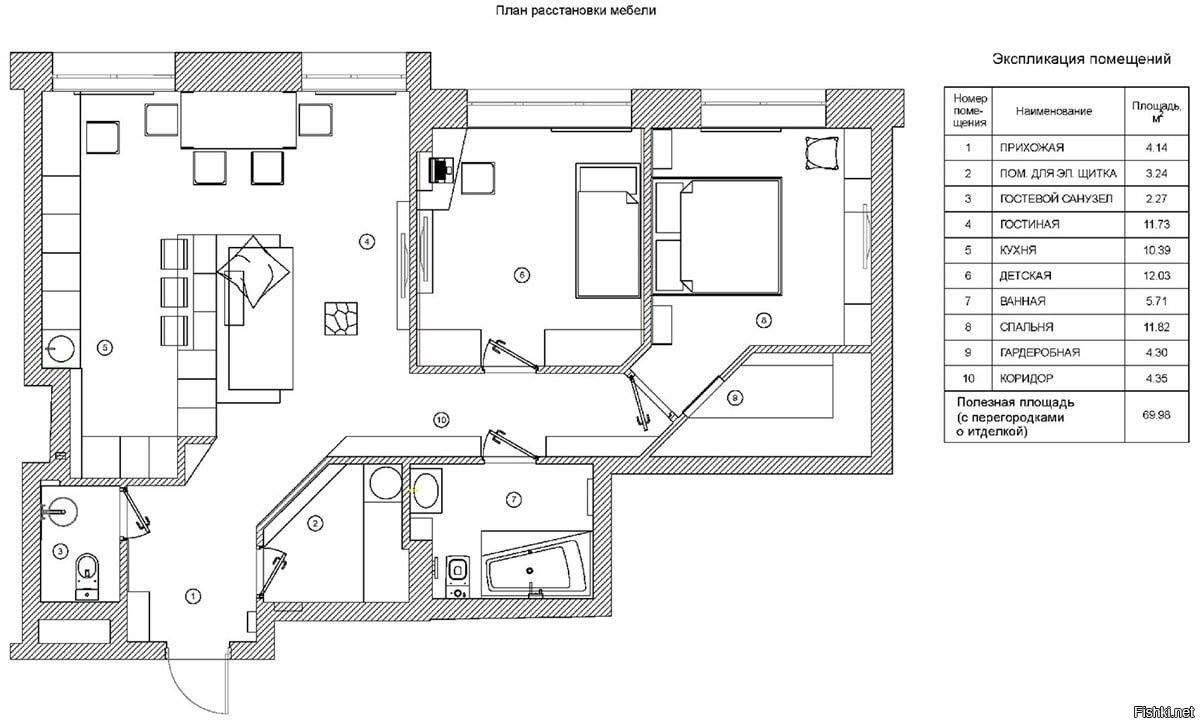 План расстановки мебели
Экспликация помещений
Номер поме- щения Наименование Площадь, м²
1 ПРИХОЖАЯ 4.14
2 ПОМ. ДЛЯ ЭЛ. ЩИТКА 3.24
3 ГОСТЕВОЙ САНУЗЕЛ 2.27
4 ГОСТИНАЯ 11.73
5 КУХНЯ 10.39
6 ДЕТСКАЯ 12.03
7 ВАННАЯ 5.71
8 СПАЛЬНЯ 11.82
9 ГАРДЕРОБНАЯ 4.30
10 КОРИДОР 4.35
Полезная площадь
(с перегородками 69.98
о итделкой)
4
6
8
5
9
10
7
2
3
1
Fishki.net